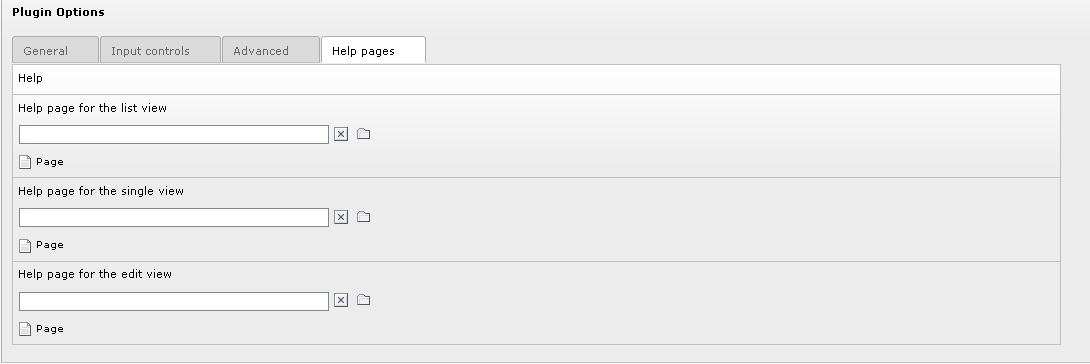 Plugin Options
General Input controls Advanced Help pages
Help
Help page for the list view
Page
Help page for the single view
Page
Help page for the edit view
Page